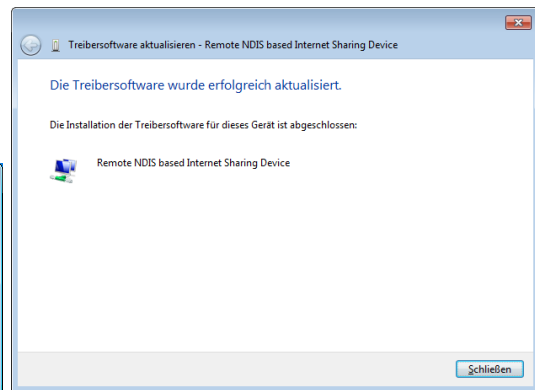 Treibersoftware aktualisieren - Remote NDIS based Internet Sharing Device
Die Treibersoftware wurde erfolgreich aktualisiert.
Die Installation der Treibersoftware für dieses Gerät ist abgeschlossen:
Remote NDIS based Internet Sharing Device
Schließen